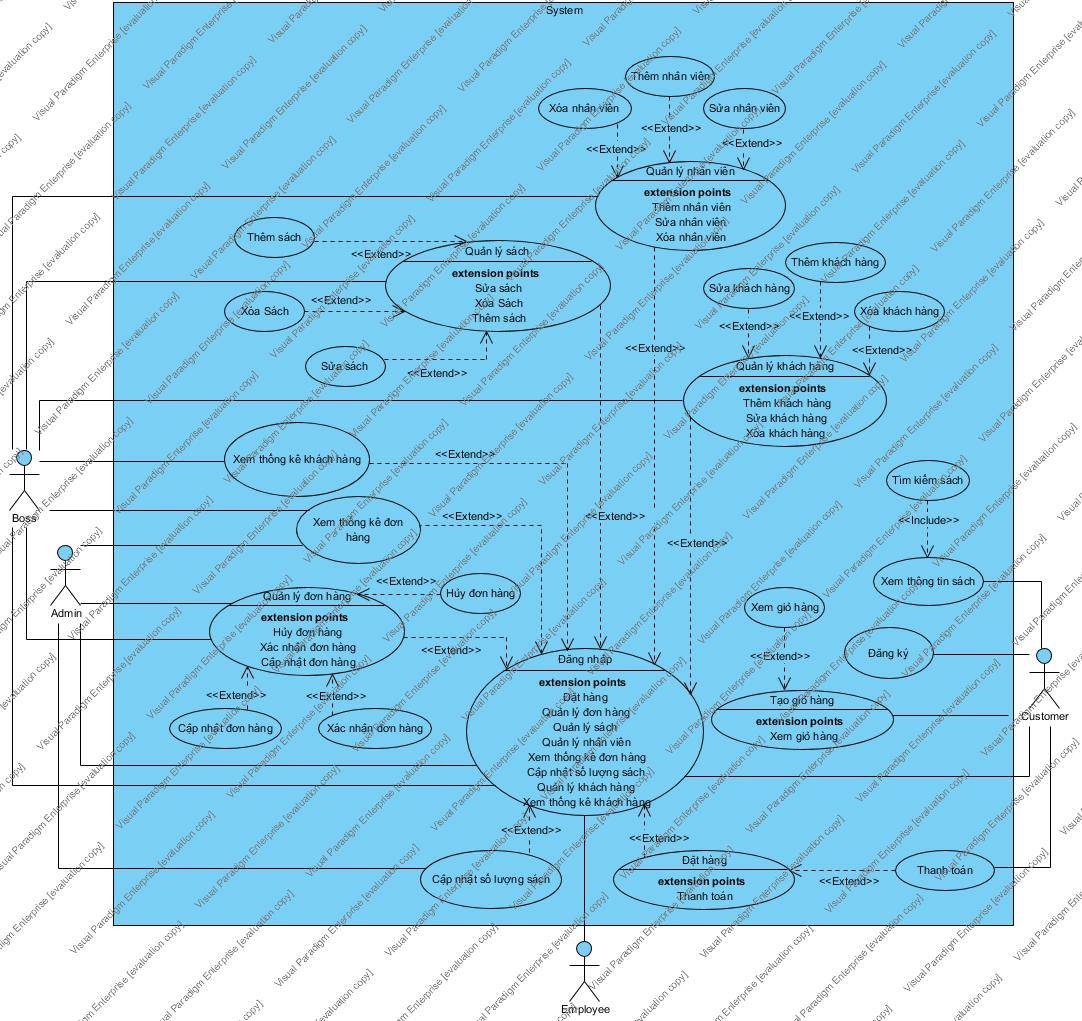 System
Thêm nhân viên
Xóa nhân viên
Sửa nhân viên
<<Extend>>
<<Extend>>
<<Extend>>
Quản lý nhân viên
extension points
Thêm nhân viên
Sửa nhân viên
Xóa nhân viên
Thêm sách
<<Extend>>
Quản lý sách
extension points
Sửa sách
Xóa Sách
Thêm sách
Xóa Sách
<<Extend>>
Sửa sách
<<Extend>>
Thêm khách hàng
Sửa khách hàng
Xóa khách hàng
<<Extend>>
<<Extend>>
<<Extend>>
<<Extend>>
Quản lý khách hàng
extension points
Thêm khách hàng
Sửa khách hàng
Xóa khách hàng
Xem thống kê khách hàng
<<Extend>>
Boss
Xem thống kê đơn
hàng
<<Extend>>
<<Extend>>
<<Extend>>
Tìm kiếm sách
<<Include>>
Xem thông tin sách
Admin
Quản lý đơn hàng
extension points
Hủy đơn hàng
Xác nhận đơn hàng
Cập nhật đơn hàng
<<Extend>>
Hủy đơn hàng
<<Extend>>
<<Extend>>
<<Extend>>
Cập nhật đơn hàng
Xác nhận đơn hàng
Xem giỏ hàng
<<Extend>>
Đăng ký
Tạo giỏ hàng
extension points
Xem giỏ hàng
Customer
Đăng nhập
extension points
Đặt hàng
Quản lý đơn hàng
Quản lý sách
Quản lý nhân viên
Xem thống kê đơn hàng
Cập nhật số lượng sách
Quản lý khách hàng
Xem thống kê khách hàng
<<Extend>>
<<Extend>>
Cập nhật số lượng sách
Đặt hàng
extension points
Thanh toán
<<Extend>>
Thanh toán
Employee
Visual Paradigm Enterprise [evaluation copy]